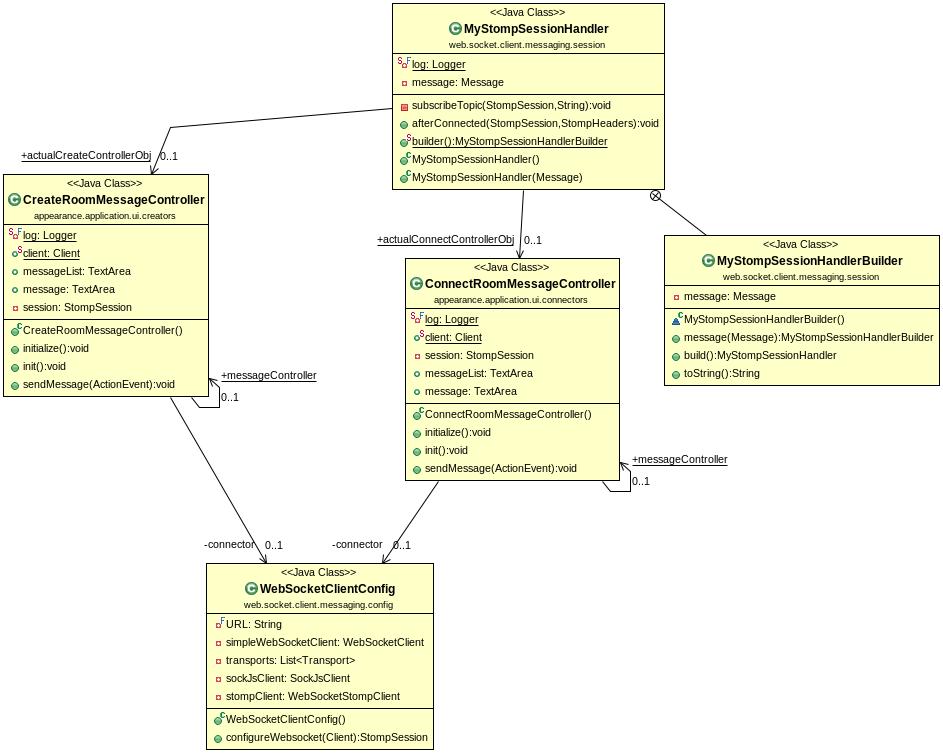 <<Java Class>>
MyStompSessionHandler
web.socket.client.messaging.session
log: Logger
message: Message
subscribeTopic(StompSession,String):void
afterConnected(StompSession,StompHeaders):void
builder():MyStompSessionHandlerBuilder
MyStompSessionHandler()
MyStompSessionHandler(Message)
+actualCreateControllerObj 0..1
<<Java Class>>
CreateRoomMessageController
appearance.application.ui.creators
log: Logger
client: Client
messageList: TextArea
message: TextArea
session: StompSession
CreateRoomMessageController()
initialize():void
init():void
sendMessage(ActionEvent):void
+messageController
0..1
+actualConnectControllerObj 0..1
<<Java Class>>
ConnectRoomMessageController
appearance.application.ui.connectors
log: Logger
client: Client
session: StompSession
messageList: TextArea
message: TextArea
ConnectRoomMessageController()
initialize():void
init():void
sendMessage(ActionEvent):void
+messageController
0..1
<<Java Class>>
MyStompSessionHandlerBuilder
web.socket.client.messaging.session
message: Message
MyStompSessionHandlerBuilder()
message(Message):MyStompSessionHandlerBuilder
build():MyStompSessionHandler
toString():String
-connector 0..1
-connector 0..1
<<Java Class>>
WebSocketClientConfig
web.socket.client.messaging.config
URL: String
simpleWebSocketClient: WebSocketClient
transports: List<Transport>
sockJsClient: SockJsClient
stompClient: WebSocketStompClient
WebSocketClientConfig()
configureWebsocket(Client):StompSession